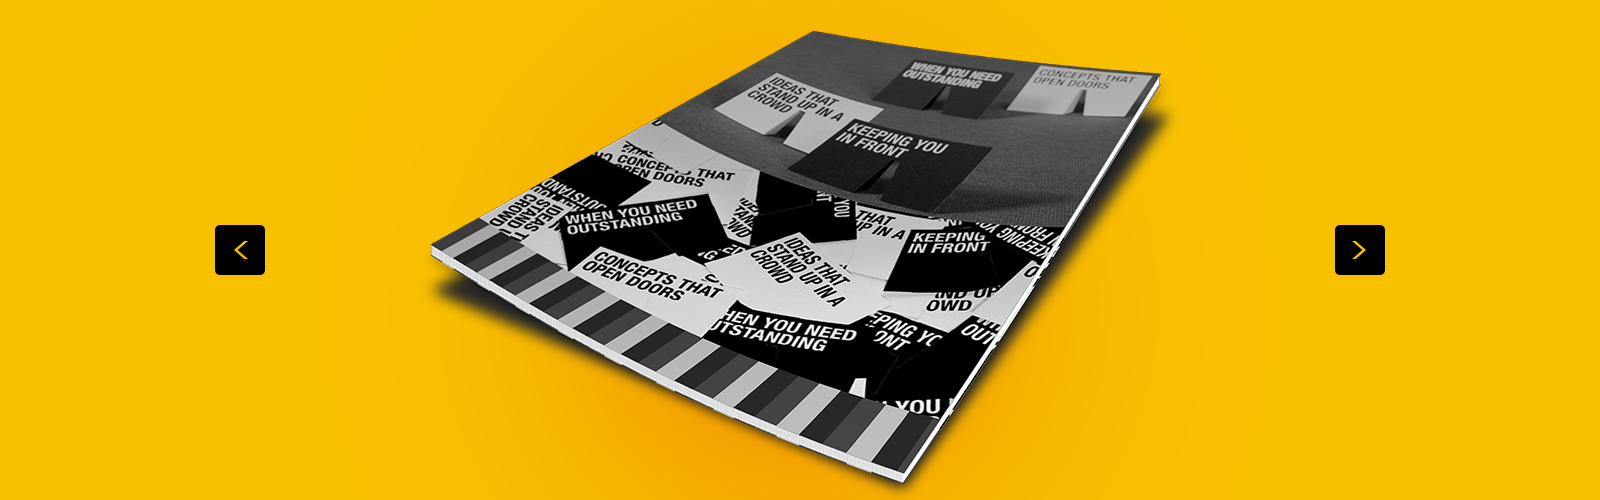 WHEN YOU NEED
OUTSTANDING
CONCEPTS THAT
OPEN DOORS
IDEAS THAT
STAND UP IN A
CROWD
KEEPING YOU
IN FRONT
CONCEPTS THAT
OPEN DOORS
WHEN YOU NEED
OUTSTANDING
KEEPING
IN FRONT
IDEAS THAT
STAND UP IN A
CROWD
CONCEPTS THAT
OPEN DOORS
WHEN YOU NEED
OUTSTANDING